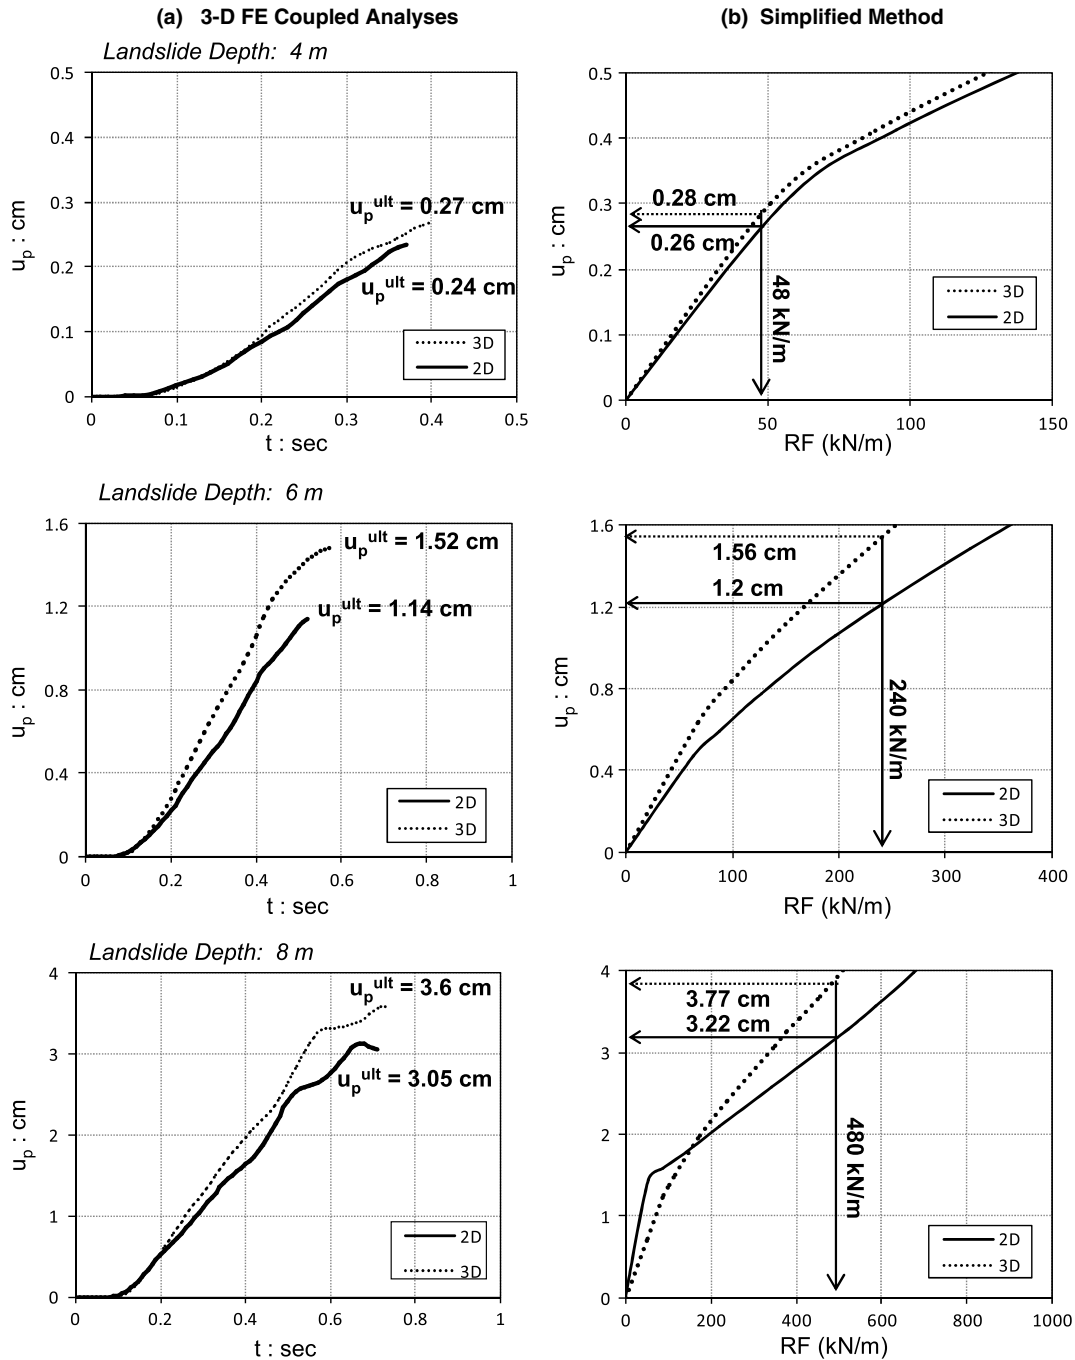 (a) 3-D FE Coupled Analyses
(b) Simplified Method
Landslide Depth: 4 m
0.5
0.4
0.3
0.2
0.1
0
u_p : cm
u_p^ult = 0.27 cm
u_p^ult = 0.24 cm
3D
2D
0 0.1 0.2 0.3 0.4 0.5
t : sec
0.5
0.4
0.3
0.2
0.1
0
u_p : cm
0.28 cm
0.26 cm
48 kN/m
3D
2D
0 50 100 150
RF (kN/m)
Landslide Depth: 6 m
1.6
1.2
0.8
0.4
0
u_p : cm
u_p^ult = 1.52 cm
u_p^ult = 1.14 cm
2D
3D
0 0.2 0.4 0.6 0.8 1
t : sec
1.6
1.2
0.8
0.4
0
u_p : cm
1.56 cm
1.2 cm
240 kN/m
2D
3D
0 100 200 300 400
RF (kN/m)
Landslide Depth: 8 m
4
3
2
1
0
u_p : cm
u_p^ult = 3.6 cm
u_p^ult = 3.05 cm
2D
3D
0 0.2 0.4 0.6 0.8 1
t : sec
4
3
2
1
0
u_p : cm
3.77 cm
3.22 cm
480 kN/m
2D
3D
0 200 400 600 800 1000
RF (kN/m)